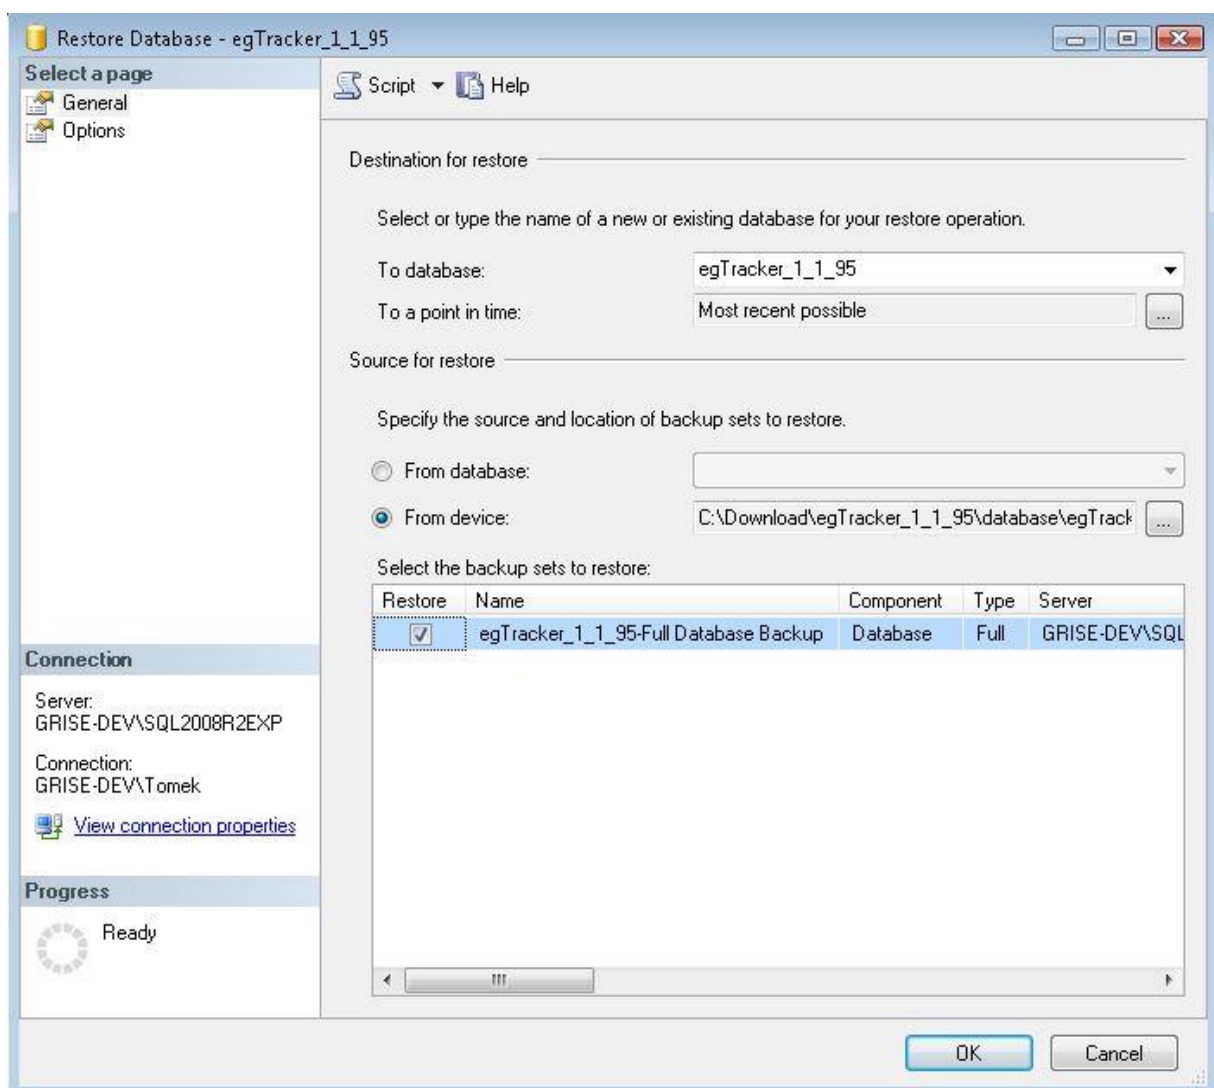 Restore Database - egTracker_1_1_95
Select a page
General
Options
Script
Help
Destination for restore
Select or type the name of a new or existing database for your restore operation.
To database:
egTracker_1_1_95
To a point in time:
Most recent possible
...
Source for restore
Specify the source and location of backup sets to restore.
From database:
From device:
C:\Download\egTracker_1_1_95\database\egTrack
...
Select the backup sets to restore:
Restore Name Component Type Server
egTracker_1_1_95-Full Database Backup Database Full GRISE-DEV\SQL
Connection
Server:
GRISE-DEV\SQL2008R2EXP
Connection:
GRISE-DEV\Tomek
View connection properties
Progress
Ready
OK
Cancel